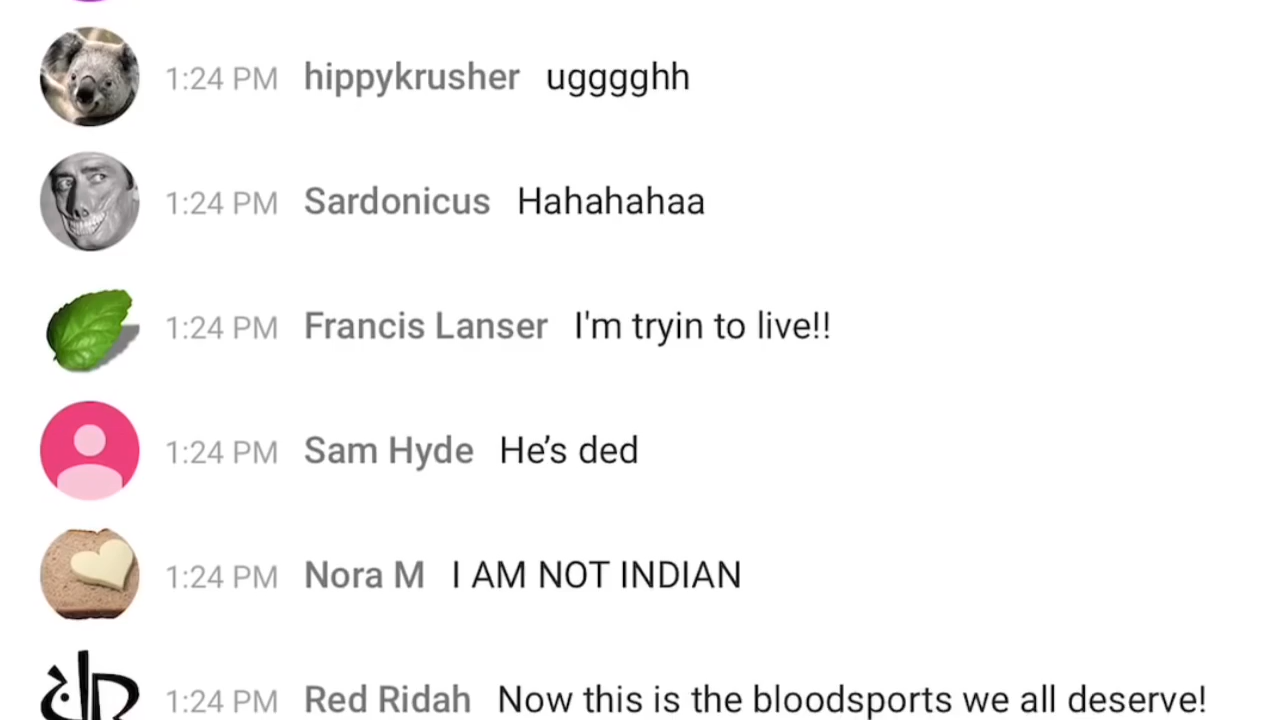 1:24 PM hippykrusher ugggghh
1:24 PM Sardonicus Hahahahaa
1:24 PM Francis Lanser I'm tryin to live!!
1:24 PM Sam Hyde He’s ded
1:24 PM Nora M I AM NOT INDIAN
1:24 PM Red Ridah Now this is the bloodsports we all deserve!